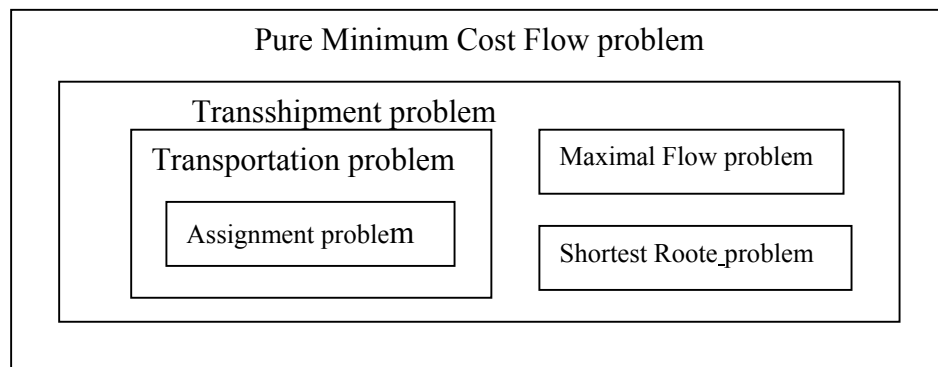 Pure Minimum Cost Flow problem
Transshipment problem
Transportation problem
Assignment problem
Maximal Flow problem
Shortest Roote problem